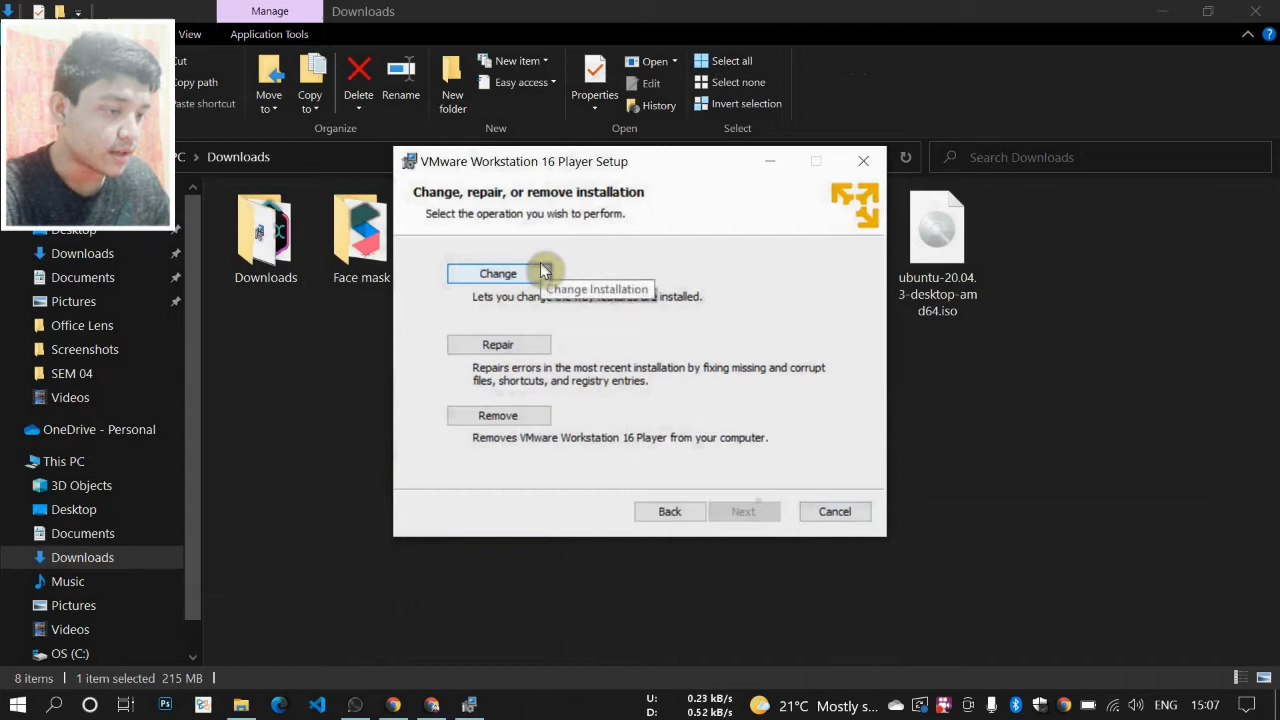 Manage
Downloads
View
Application Tools
Cut
Copy path
Paste shortcut
Move to
Copy to
Delete
Rename
Organize
New folder
New item
Easy access
New
Properties
Open
Edit
History
Open
Select all
Select none
Invert selection
Select
PC > Downloads
Search Downloads
Desktop
Downloads
Documents
Pictures
Office Lens
Screenshots
SEM 04
Videos
OneDrive - Personal
This PC
3D Objects
Desktop
Documents
Downloads
Music
Pictures
Videos
OS (C:)
Downloads
Face mask
ubuntu-20.04.
3-desktop-am
d64.iso
VMware Workstation 16 Player Setup
Change, repair, or remove installation
Select the operation you wish to perform.
Change
Change Installation
Lets you change the way features are installed.
Repair
Repairs errors in the most recent installation by fixing missing and corrupt
files, shortcuts, and registry entries.
Remove
Removes VMware Workstation 16 Player from your computer.
Back
Next
Cancel
8 items
1 item selected 215 MB
U: 0.23 kB/s
D: 0.52 kB/s
21°C Mostly s...
ENG
15:07